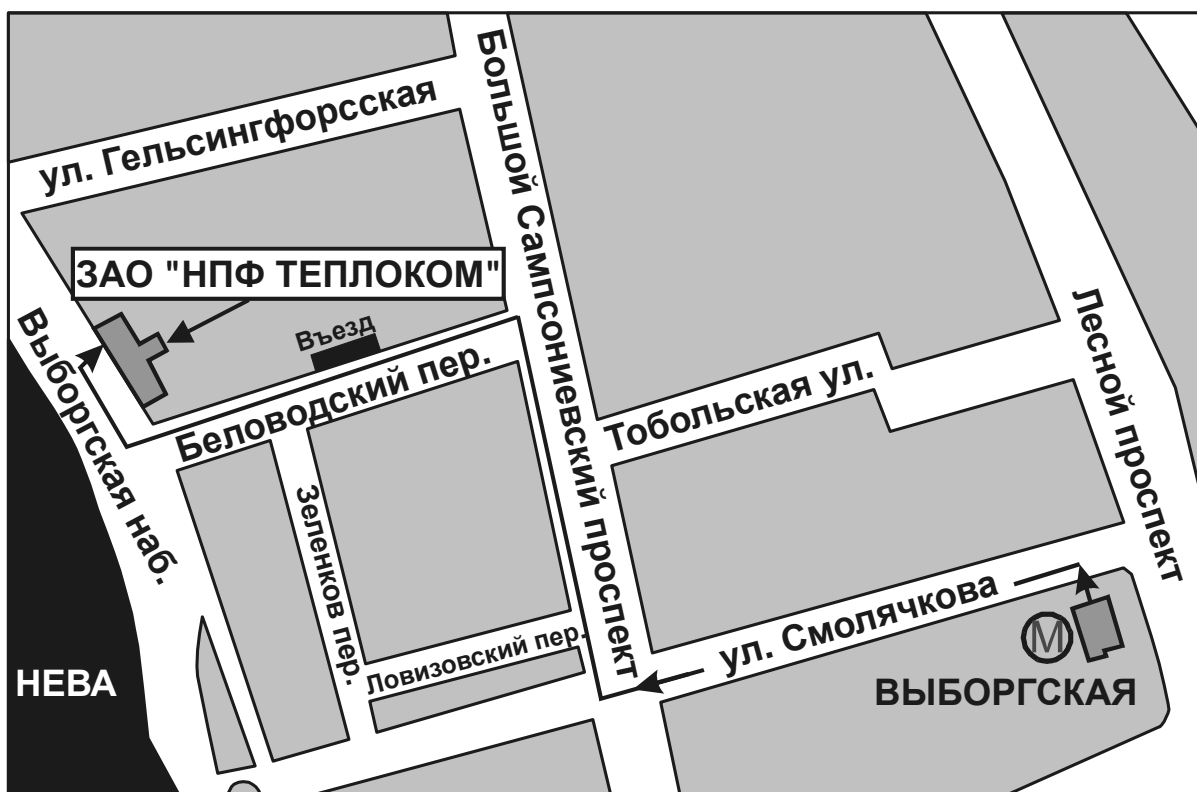 ул. Гельсингфорсская
Большой Сампсониевский проспект
ЗАО "НПФ ТЕПЛОКОМ"
Въезд
Выборгская наб.
Беловодский пер.
Тобольская ул.
Лесной проспект
Зеленков пер.
Ловизовский пер.
ул. Смолячкова
М
ВЫБОРГСКАЯ
НЕВА